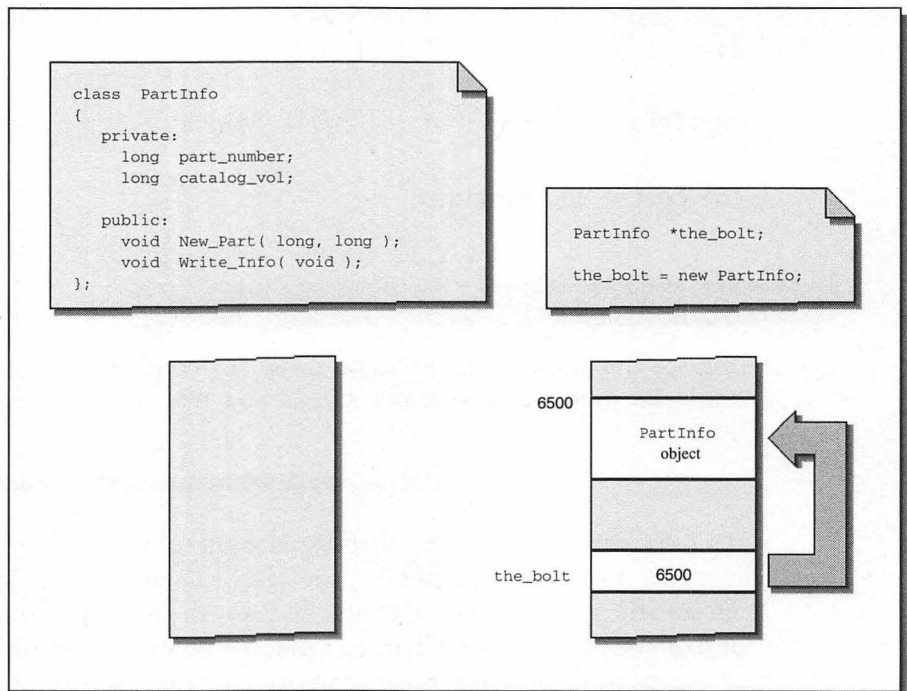 class  PartInfo
{
   private:
     long  part_number;
     long  catalog_vol;

   public:
     void  New_Part( long, long );
     void  Write_Info( void );
};
PartInfo  *the_bolt;

the_bolt = new PartInfo;
6500
PartInfo
object
the_bolt
6500